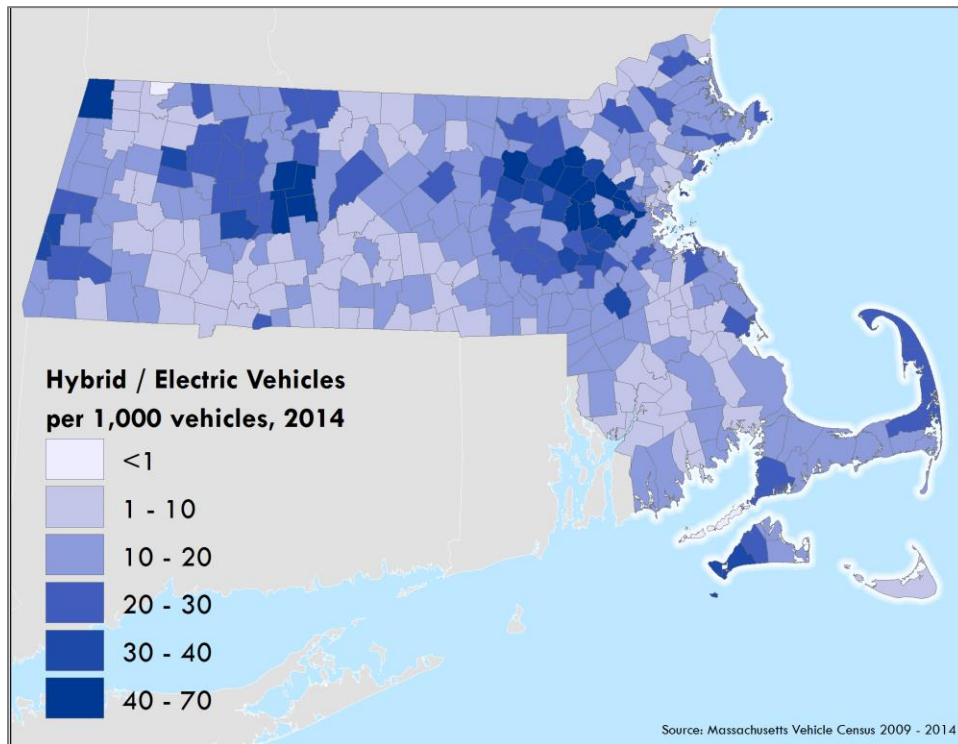 Hybrid / Electric Vehicles
per 1,000 vehicles, 2014
<1
1 - 10
10 - 20
20 - 30
30 - 40
40 - 70
Source: Massachusetts Vehicle Census 2009 - 2014